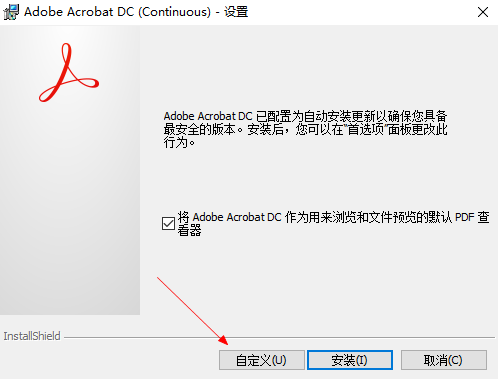 Adobe Acrobat DC (Continuous) - 设置
Adobe Acrobat DC 已配置为自动安装更新以确保您具备
最安全的版本。安装后，您可以在"首选项"面板更改此
行为。
将 Adobe Acrobat DC 作为用来浏览和文件预览的默认 PDF 查
看器
InstallShield
自定义(U)
安装(I)
取消(C)